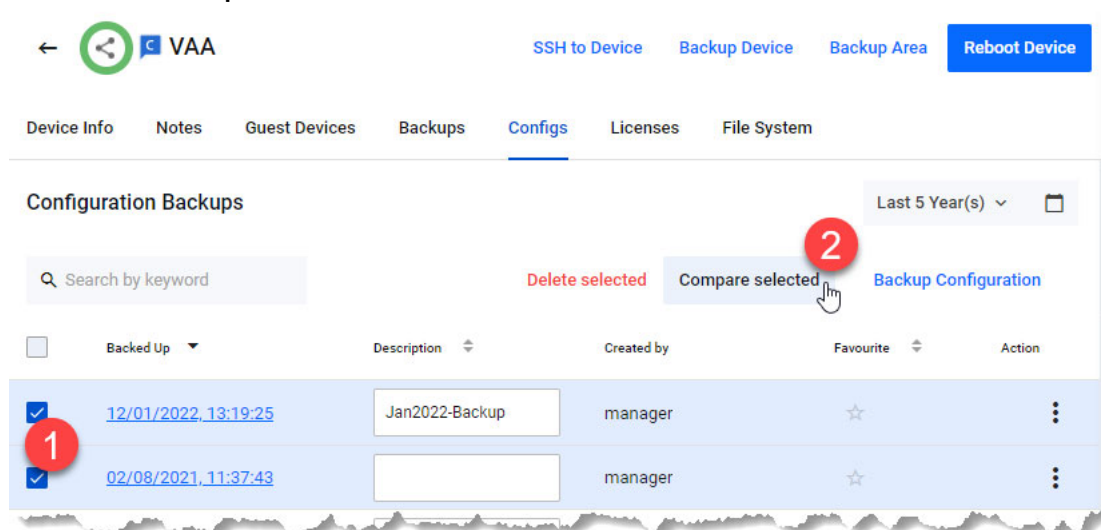 ← C VAA SSH to Device Backup Device Backup Area Reboot Device
Device Info Notes Guest Devices Backups Configs Licenses File System
Configuration Backups Last 5 Year(s)
2
Search by keyword Delete selected Compare selected Backup Configuration
Backed Up Description Created by Favourite Action
12/01/2022, 13:19:25 Jan2022-Backup manager
1
02/08/2021, 11:37:43 manager